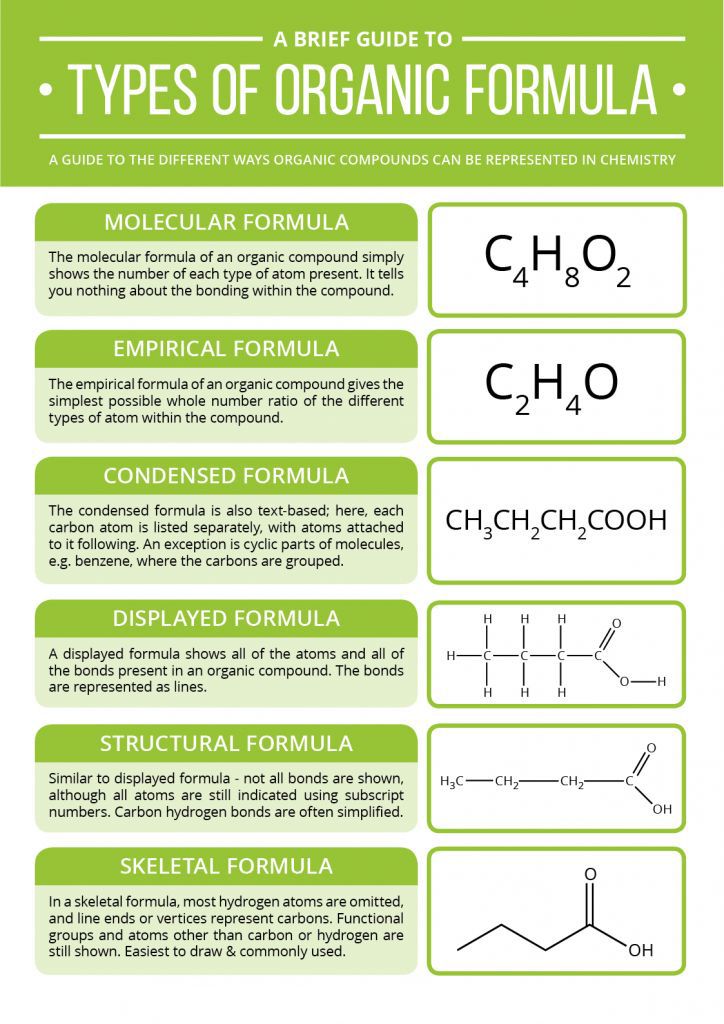 A BRIEF GUIDE TO
• TYPES OF ORGANIC FORMULA •
A GUIDE TO THE DIFFERENT WAYS ORGANIC COMPOUNDS CAN BE REPRESENTED IN CHEMISTRY
MOLECULAR FORMULA
The molecular formula of an organic compound simply
shows the number of each type of atom present. It tells
you nothing about the bonding within the compound.
C₄H₈O₂
EMPIRICAL FORMULA
The empirical formula of an organic compound gives the
simplest possible whole number ratio of the different
types of atom within the compound.
C₂H₄O
CONDENSED FORMULA
The condensed formula is also text-based; here, each
carbon atom is listed separately, with atoms attached
to it following. An exception is cyclic parts of molecules,
e.g. benzene, where the carbons are grouped.
CH₃CH₂CH₂COOH
DISPLAYED FORMULA
A displayed formula shows all of the atoms and all of
the bonds present in an organic compound. The bonds
are represented as lines.
H H H O
H C C C C
O H
H H H
STRUCTURAL FORMULA
Similar to displayed formula - not all bonds are shown,
although all atoms are still indicated using subscript
numbers. Carbon hydrogen bonds are often simplified.
O
H₃C CH₂ CH₂ C
OH
SKELETAL FORMULA
In a skeletal formula, most hydrogen atoms are omitted,
and line ends or vertices represent carbons. Functional
groups and atoms other than carbon or hydrogen are
still shown. Easiest to draw & commonly used.
O
OH